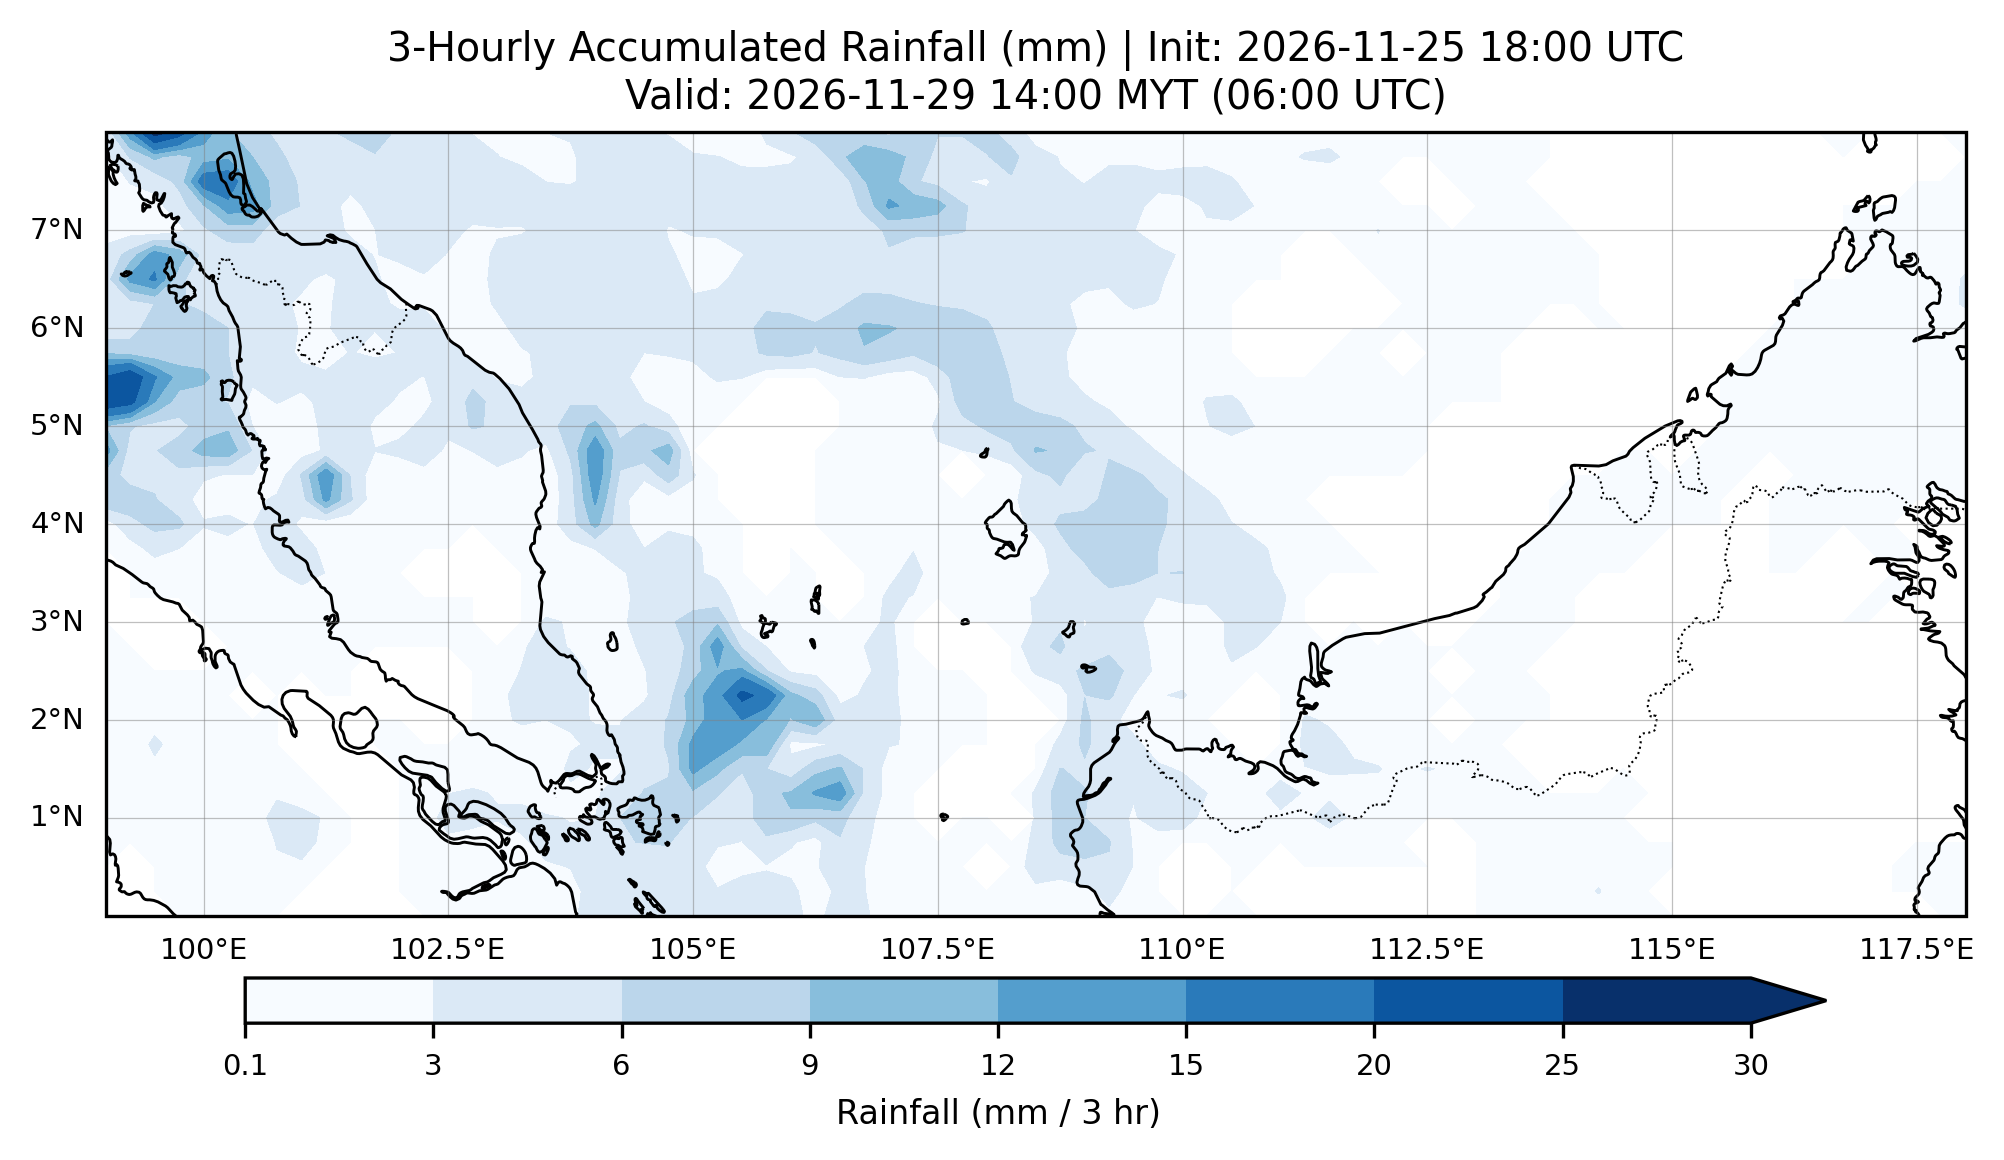 3-Hourly Accumulated Rainfall (mm) | Init: 2026-11-25 18:00 UTC
Valid: 2026-11-29 14:00 MYT (06:00 UTC)
7°N
6°N
5°N
4°N
3°N
2°N
1°N
100°E 102.5°E 105°E 107.5°E 110°E 112.5°E 115°E 117.5°E
0.1 3 6 9 12 15 20 25 30
Rainfall (mm / 3 hr)